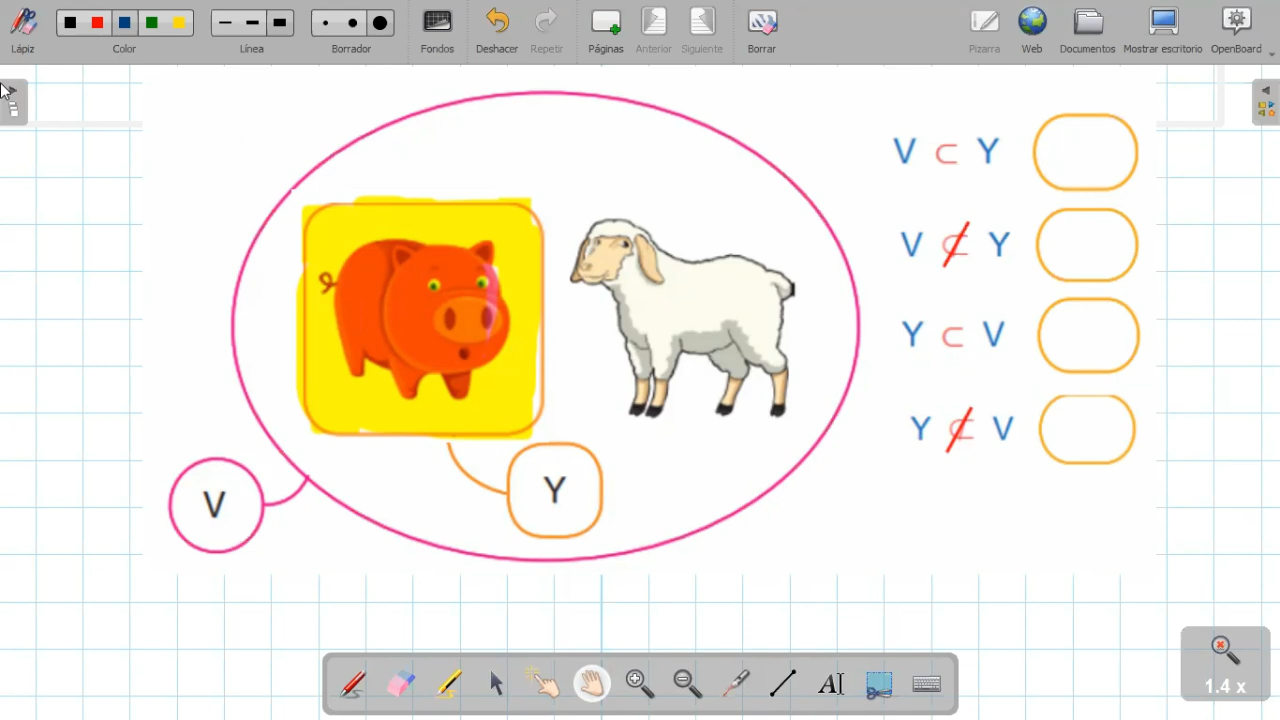 Lápiz Color Línea Borrador Fondos Deshacer Repetir Páginas Anterior Siguiente Borrar Pizarra Web Documentos Mostrar escritorio OpenBoard
V ⊂ Y
V ⊄ Y
Y ⊂ V
Y ⊄ V
V
Y
AI
1.4 x